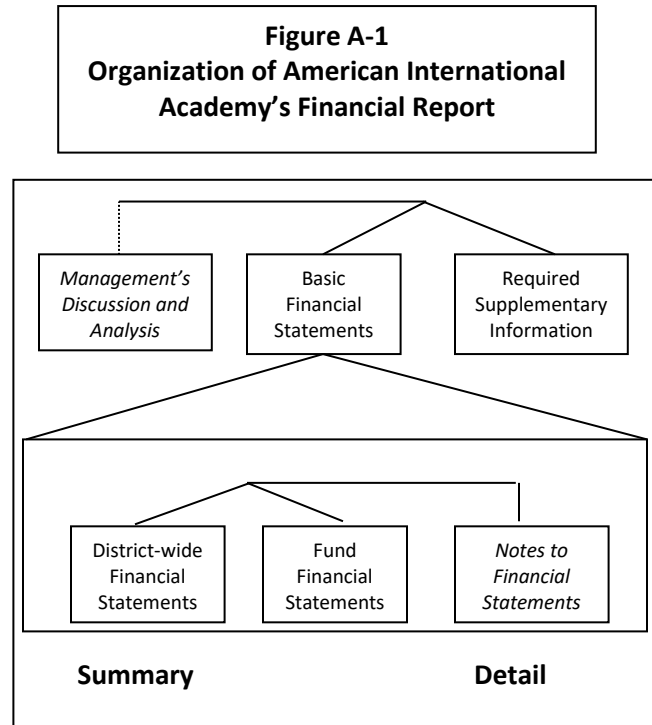 Figure A-1
Organization of American International
Academy’s Financial Report
Management’s
Discussion and
Analysis
Basic
Financial
Statements
Required
Supplementary
Information
District-wide
Financial
Statements
Fund
Financial
Statements
Notes to
Financial
Statements
Summary
Detail